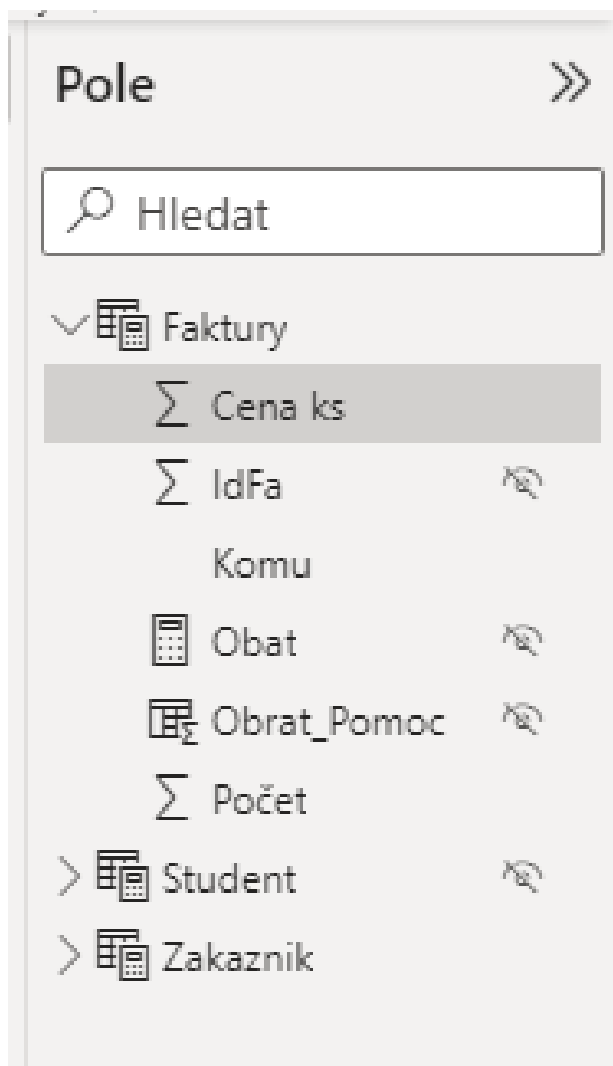 Pole
Hledat
Faktury
Cena ks
IdFa
Komu
Obat
Obrat_Pomoc
Počet
Student
Zakaznik